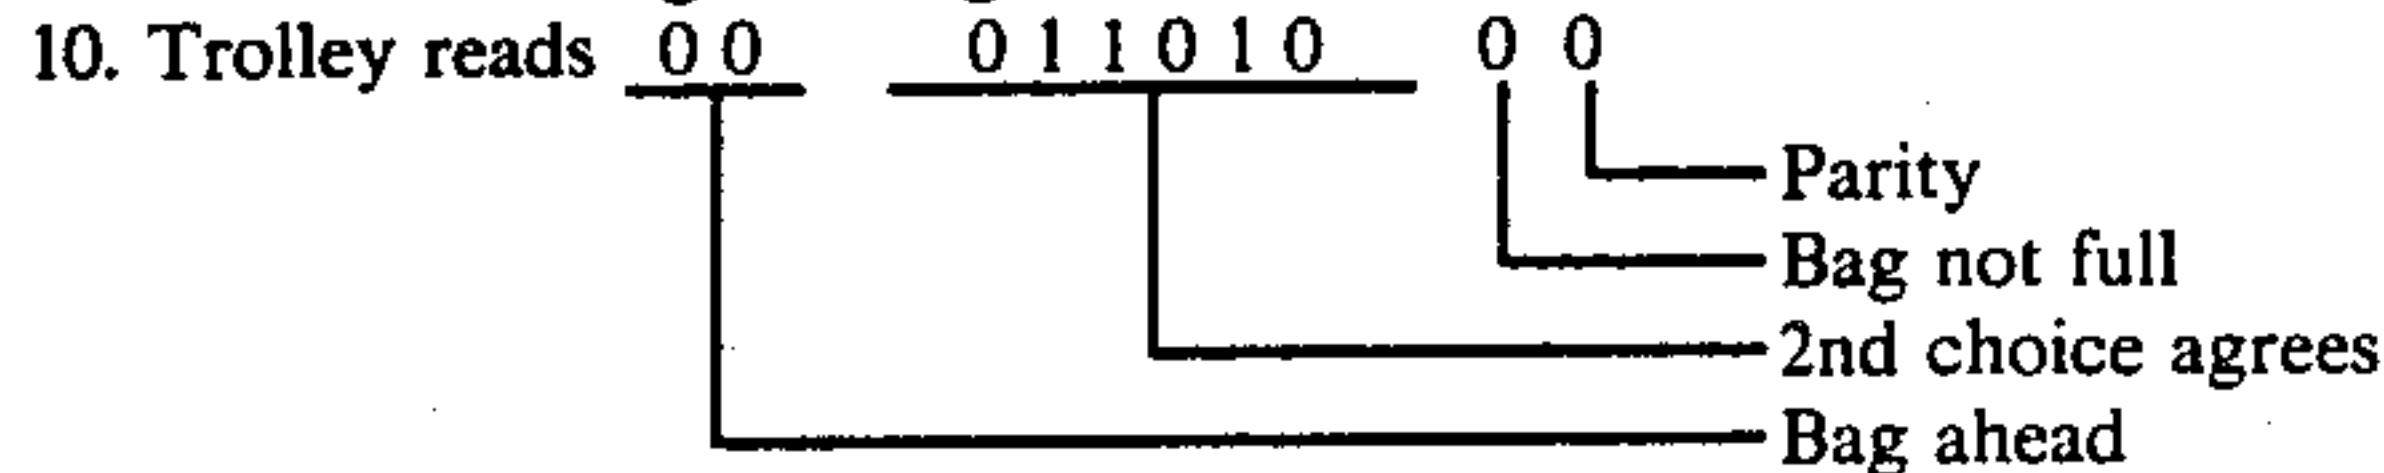 10. Trolley reads 0 0 0 1 1 0 1 0 0 0
Parity
Bag not full
2nd choice agrees
Bag ahead